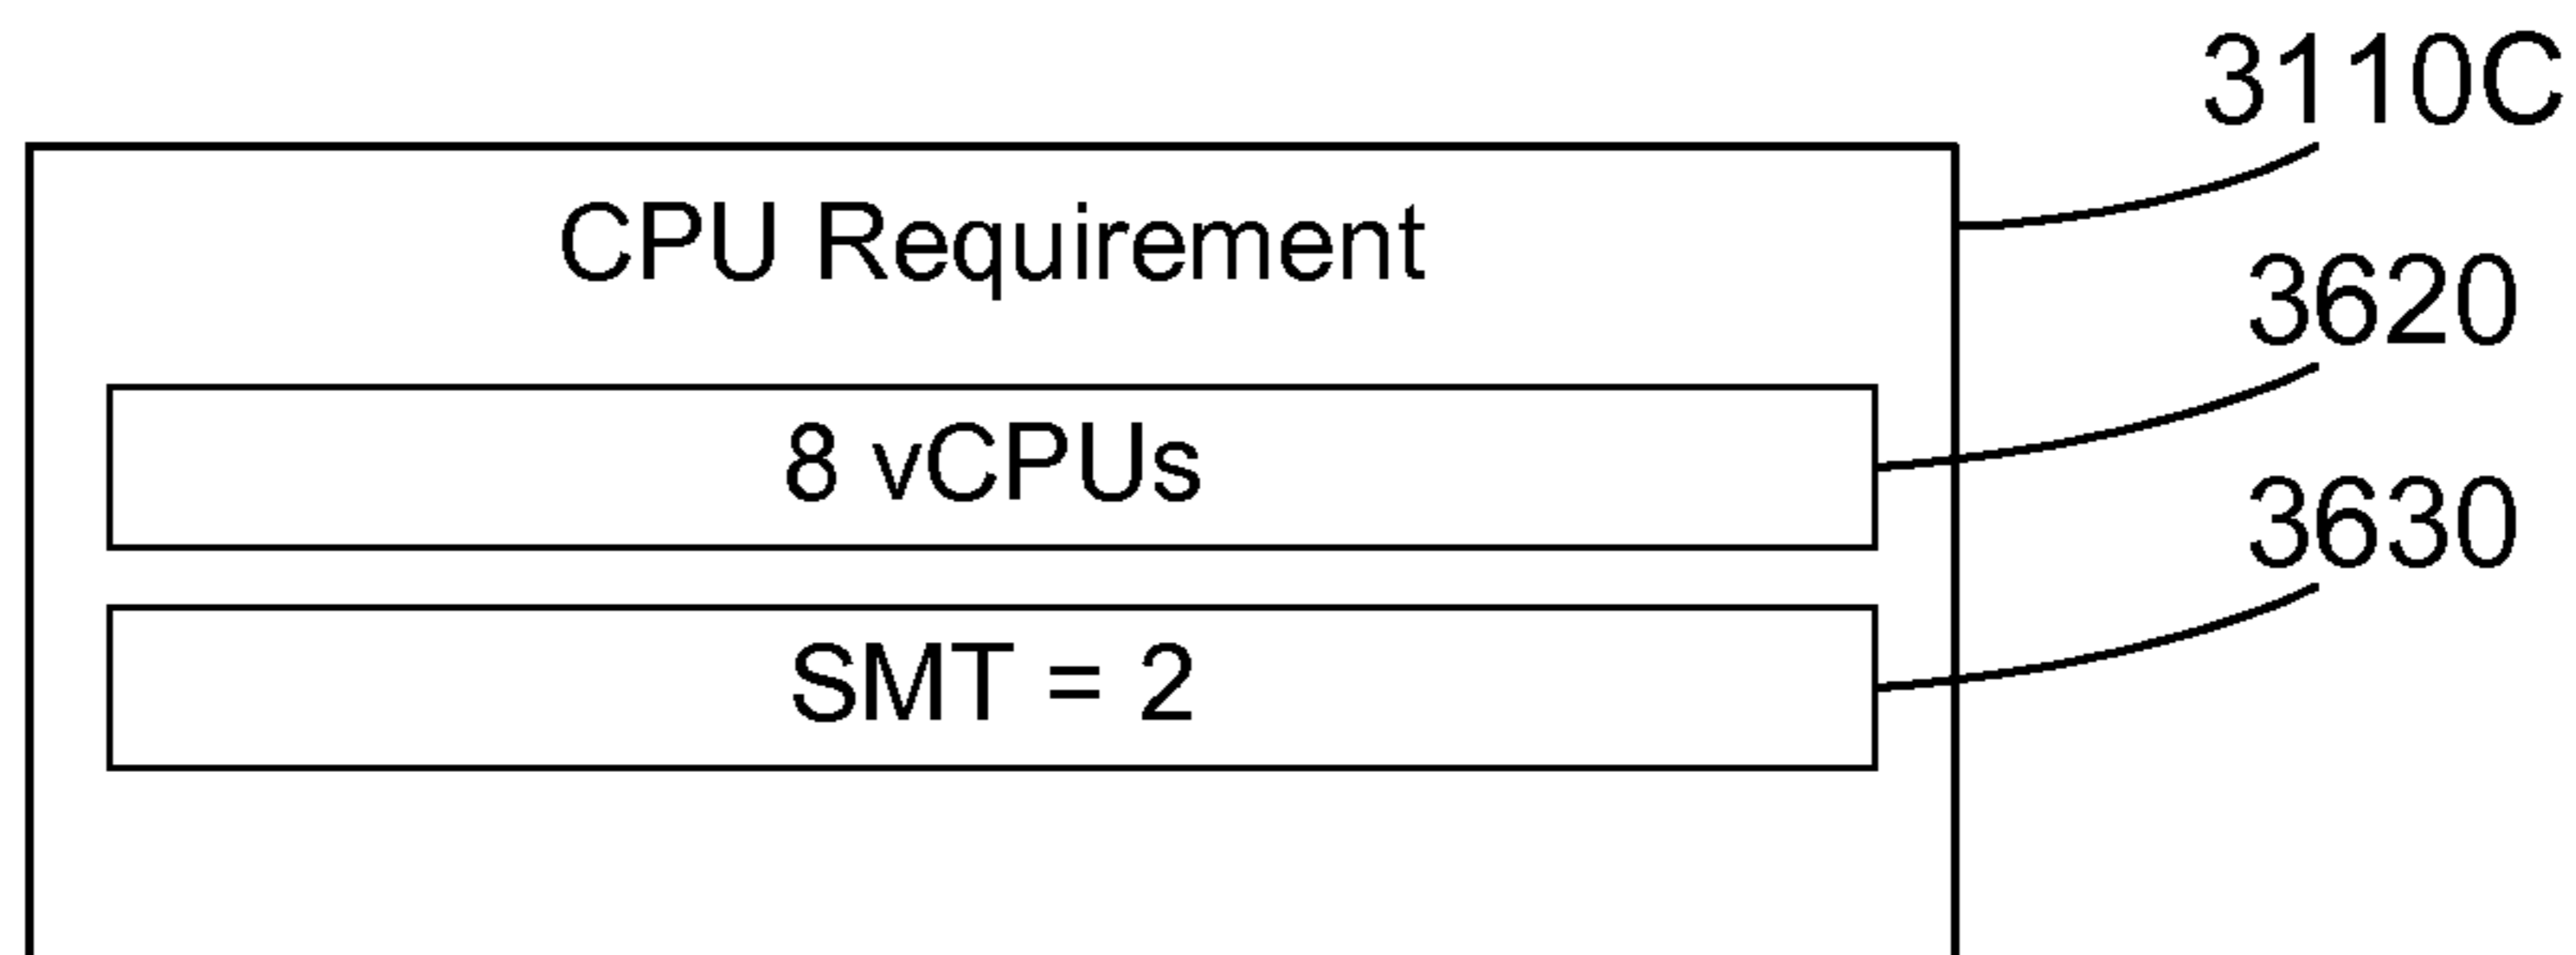 3110C
CPU Requirement
3620
8 vCPUs
3630
SMT = 2